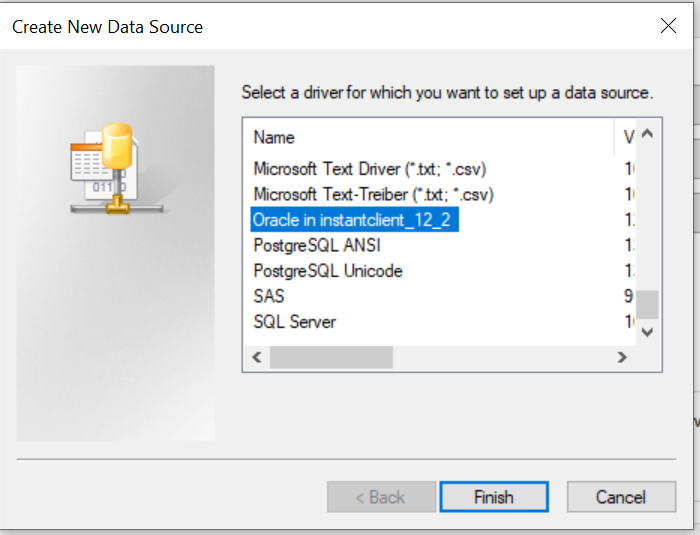 Create New Data Source
Select a driver for which you want to set up a data source.
Name V
Microsoft Text Driver (*.txt; *.csv) 1
Microsoft Text-Treiber (*.txt; *.csv) 1
Oracle in instantclient_12_2 1
PostgreSQL ANSI 1
PostgreSQL Unicode 1
SAS 9
SQL Server 1
< Back Finish Cancel